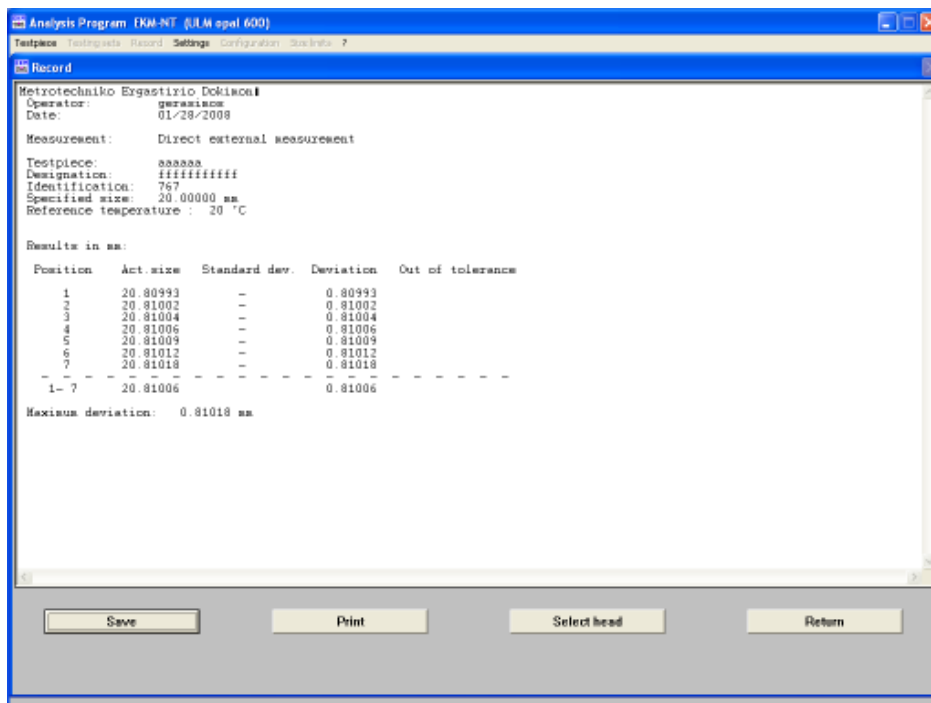 Analysis Program EKM-NT (ULM opal 600)
Testpiece Testing sets Record Settings Configuration Size limits ?
Record
Metrotechniko Ergastirio Dokimon
Operator: gerasimos
Date: 01/28/2008
Measurement: Direct external measurement
Testpiece: aaaaaa
Designation: fffffffffff
Identification: 767
Specified size: 20.00000 mm
Reference temperature : 20 °C
Results in mm:
Position Act.size Standard dev. Deviation Out of tolerance
1 20.80993 - 0.80993
2 20.81002 - 0.81002
3 20.81004 - 0.81004
4 20.81006 - 0.81006
5 20.81009 - 0.81009
6 20.81012 - 0.81012
7 20.81018 - 0.81018
1- 7 20.81006 0.81006
Maximum deviation: 0.81018 mm
Save Print Select head Return